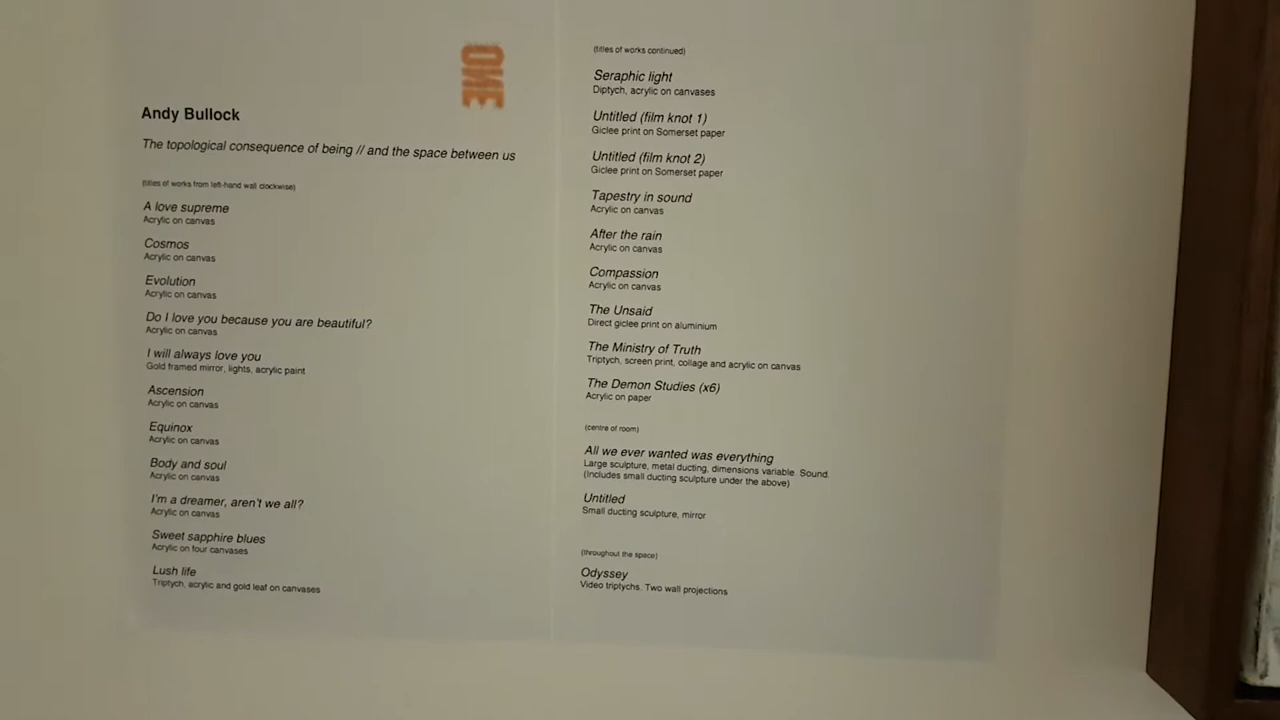 ONE
Andy Bullock
The topological consequence of being // and the space between us
(titles of works from left-hand wall clockwise)
A love supreme
Acrylic on canvas
Cosmos
Acrylic on canvas
Evolution
Acrylic on canvas
Do I love you because you are beautiful?
Acrylic on canvas
I will always love you
Gold framed mirror, lights, acrylic paint
Ascension
Acrylic on canvas
Equinox
Acrylic on canvas
Body and soul
Acrylic on canvas
I'm a dreamer, aren't we all?
Acrylic on canvas
Sweet sapphire blues
Acrylic on four canvases
Lush life
Triptych, acrylic and gold leaf on canvases
(titles of works continued)
Seraphic light
Diptych, acrylic on canvases
Untitled (film knot 1)
Giclee print on Somerset paper
Untitled (film knot 2)
Giclee print on Somerset paper
Tapestry in sound
Acrylic on canvas
After the rain
Acrylic on canvas
Compassion
Acrylic on canvas
The Unsaid
Direct giclee print on aluminium
The Ministry of Truth
Triptych, screen print, collage and acrylic on canvas
The Demon Studies (x6)
Acrylic on paper
(centre of room)
All we ever wanted was everything
Large sculpture, metal ducting, dimensions variable. Sound.
(Includes small ducting sculpture under the above)
Untitled
Small ducting sculpture, mirror
(throughout the space)
Odyssey
Video triptychs. Two wall projections